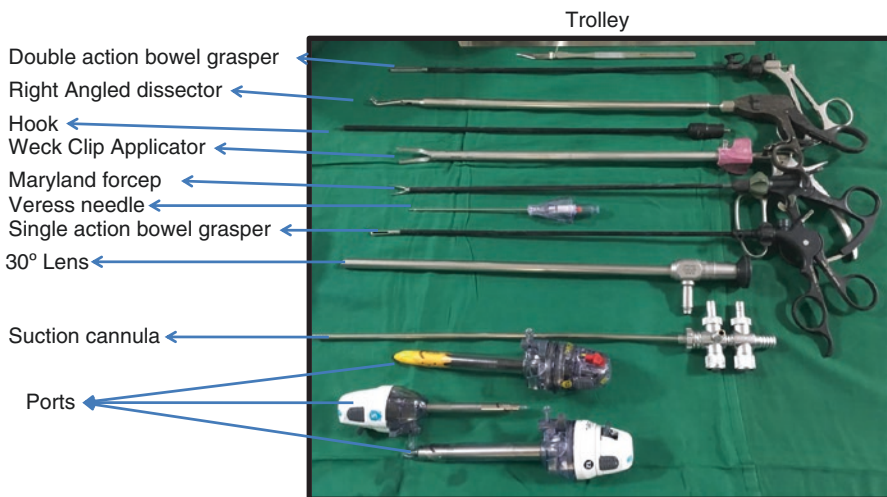 Trolley
Double action bowel grasper
Right Angled dissector
Hook
Weck Clip Applicator
Maryland forcep
Veress needle
Single action bowel grasper
30º Lens
Suction cannula
Ports